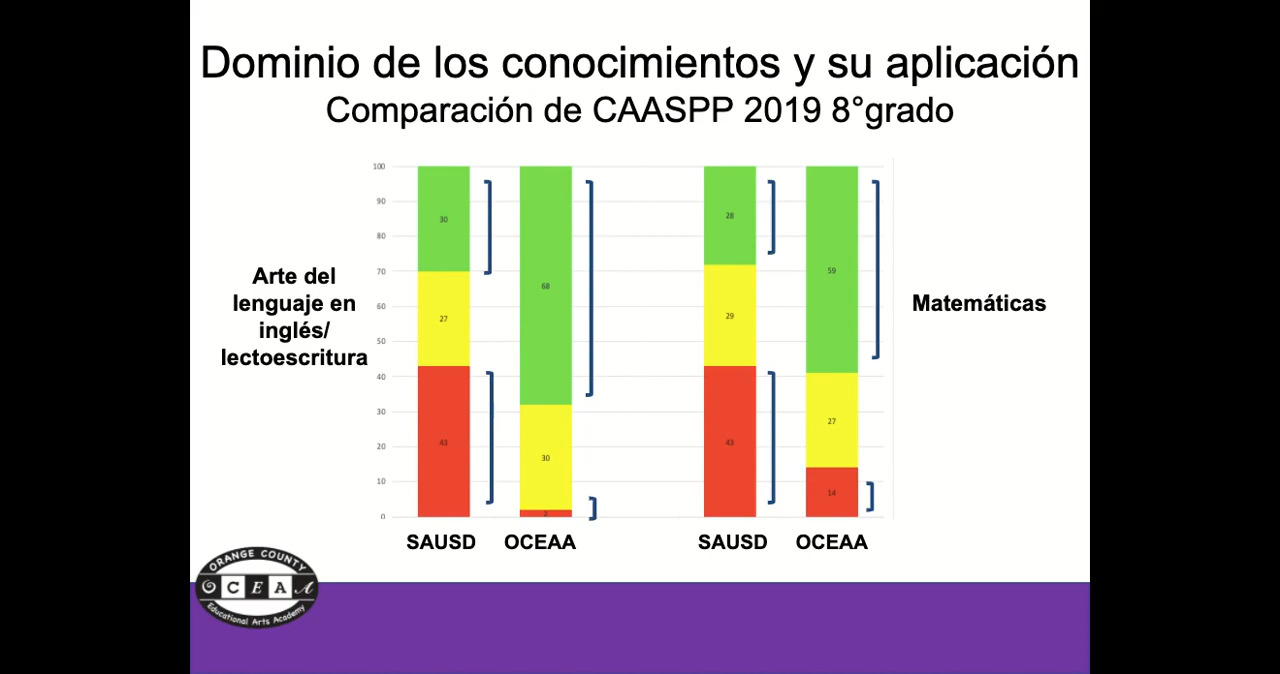 Dominio de los conocimientos y su aplicación
Comparación de CAASPP 2019 8°grado
Arte del
lenguaje en
inglés/
lectoescritura
100
90
80
70
60
50
40
30
20
10
0
30
27
43
68
30
2
28
29
43
59
27
14
SAUSD
OCEAA
SAUSD
OCEAA
Matemáticas
ORANGE COUNTY
O C E A A
Educational Arts Academy